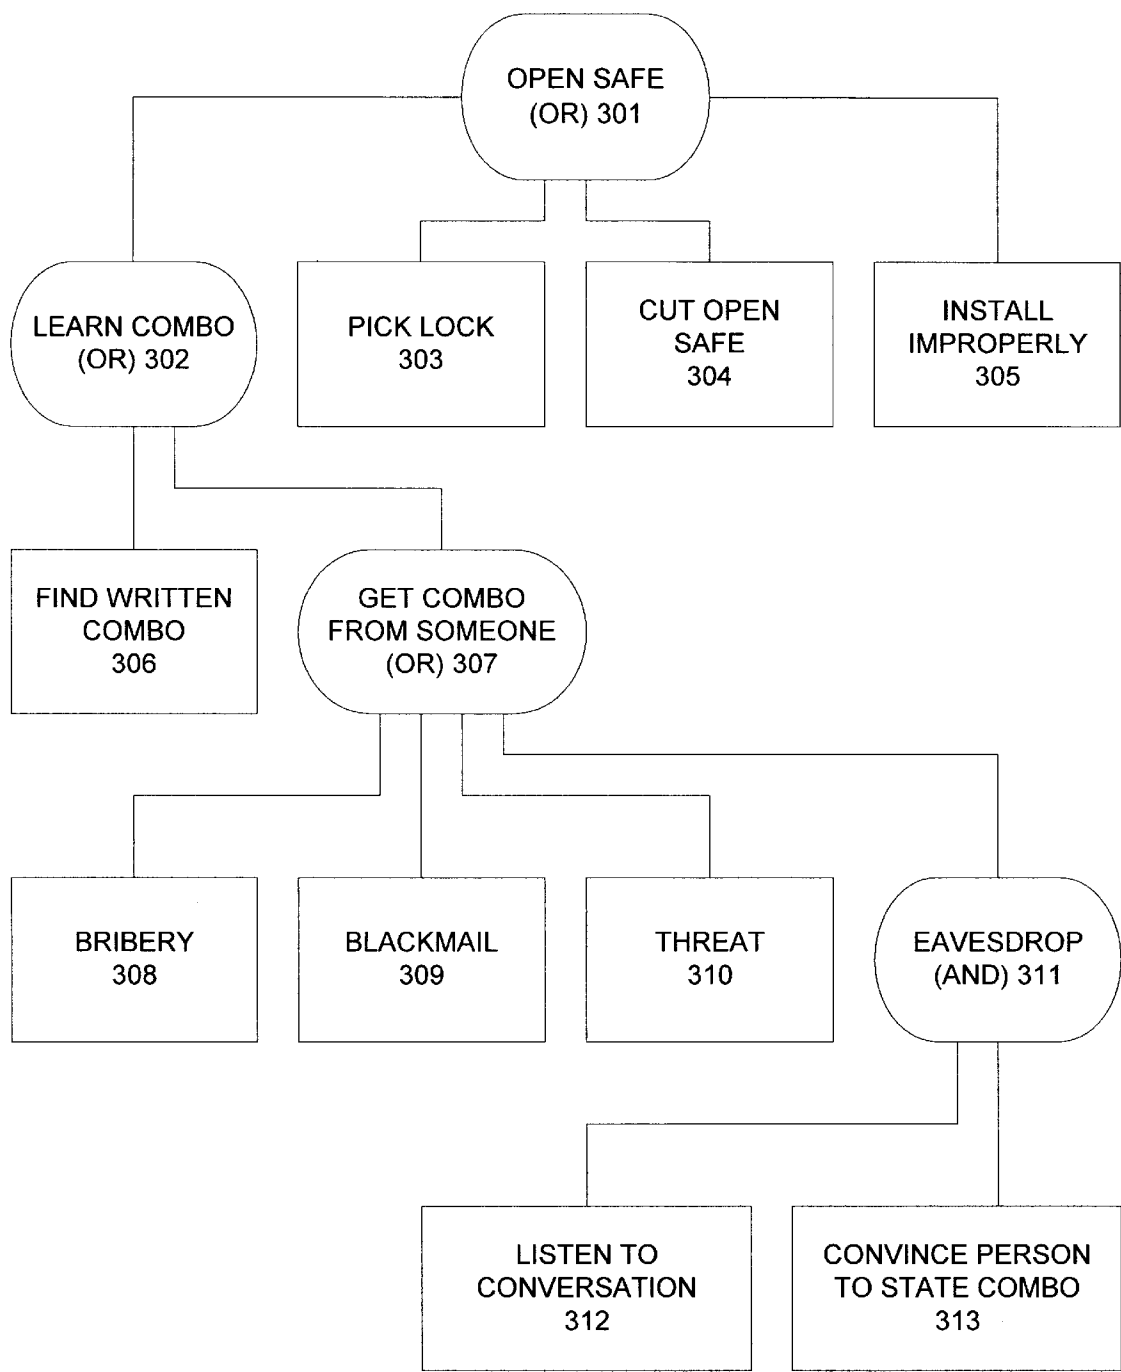 OPEN SAFE
(OR) 301
LEARN COMBO
(OR) 302
PICK LOCK
303
CUT OPEN
SAFE
304
INSTALL
IMPROPERLY
305
FIND WRITTEN
COMBO
306
GET COMBO
FROM SOMEONE
(OR) 307
BRIBERY
308
BLACKMAIL
309
THREAT
310
EAVESDROP
(AND) 311
LISTEN TO
CONVERSATION
312
CONVINCE PERSON
TO STATE COMBO
313